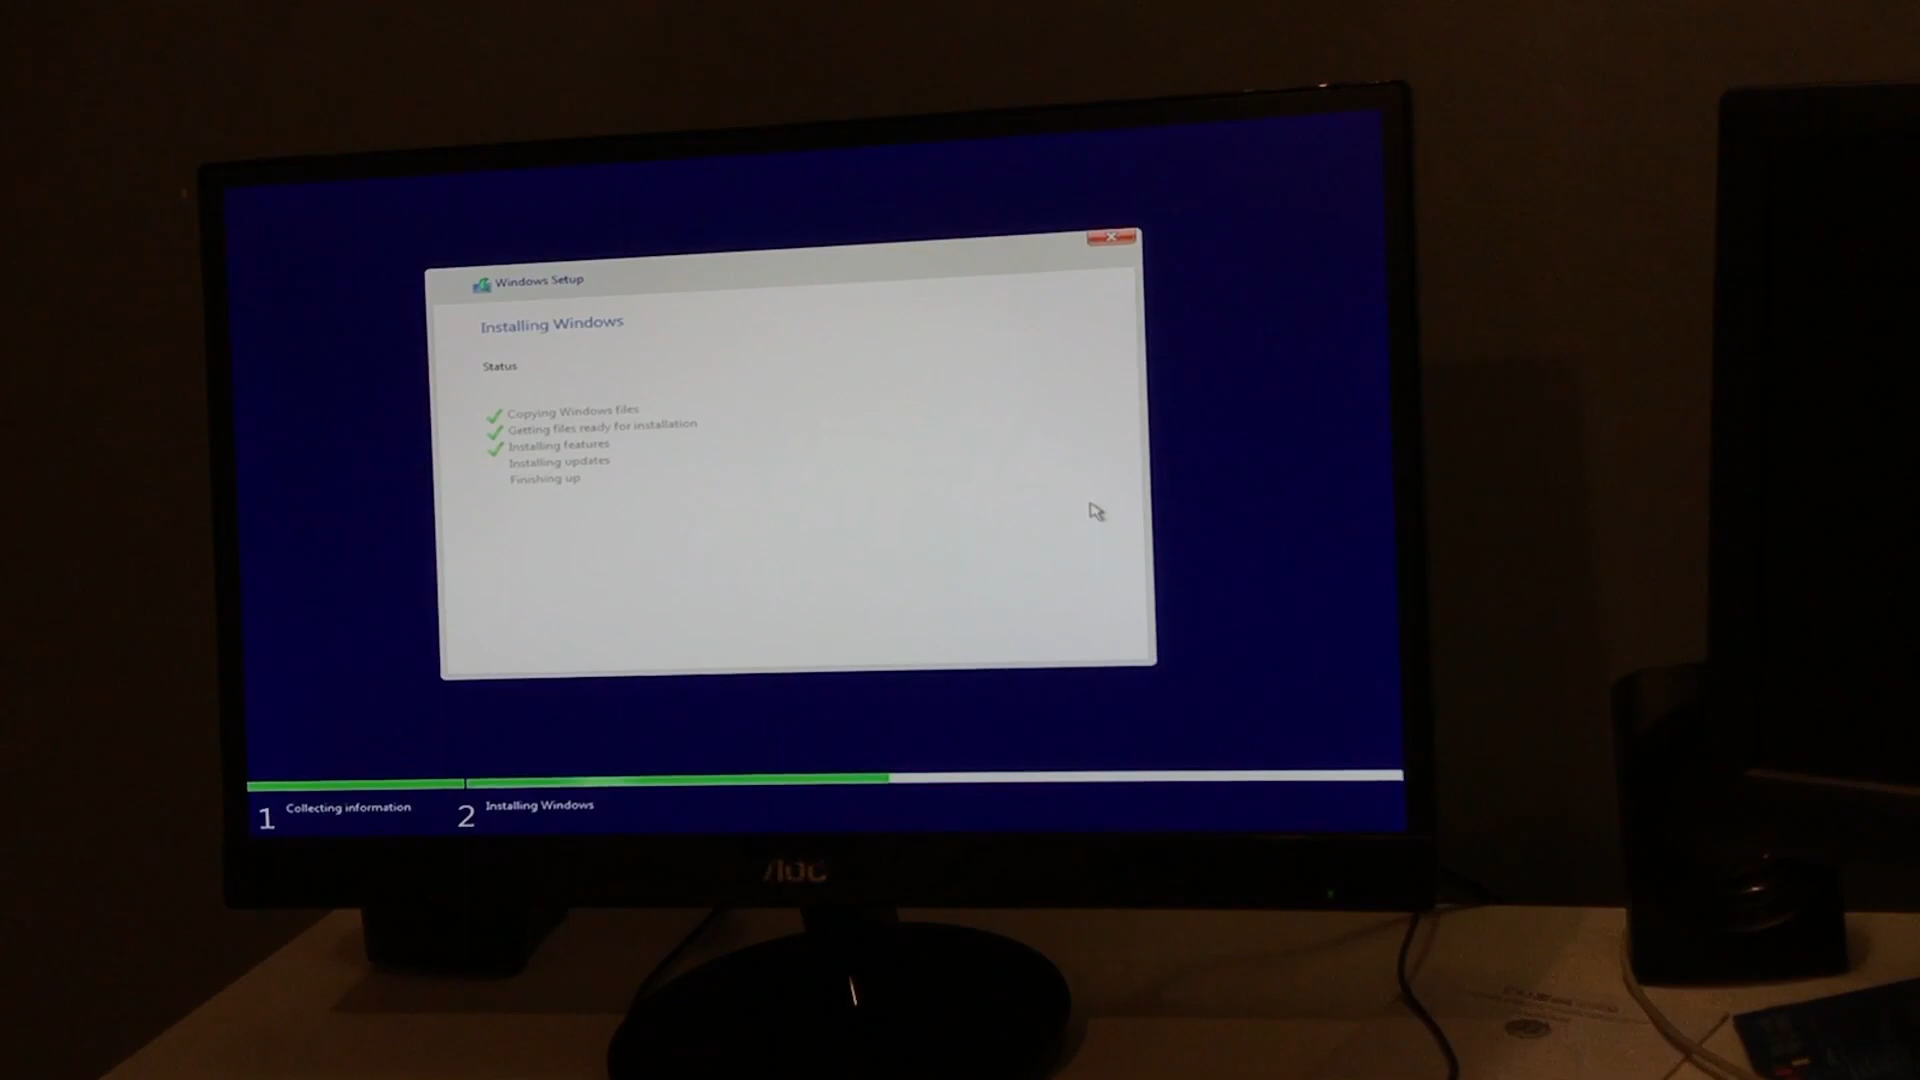 Windows Setup
Installing Windows
Status
Copying Windows files
Getting files ready for installation
Installing features
Installing updates
Finishing up
1 Collecting information
2 Installing Windows
AOC